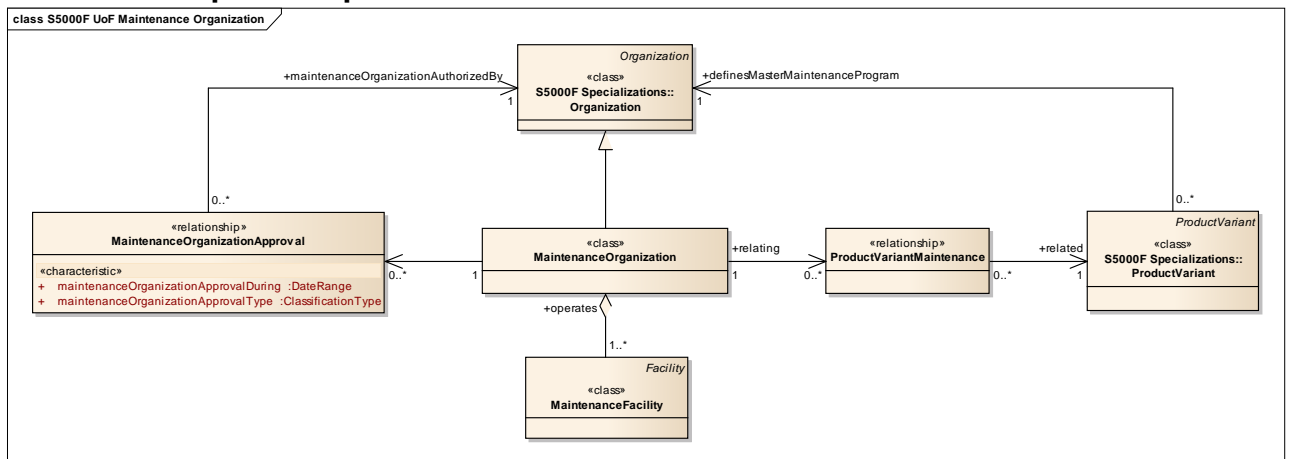 class S5000F UoF Maintenance Organization
Organization
«class»
S5000F Specializations::
Organization
+maintenanceOrganizationAuthorizedBy
1
+definesMasterMaintenanceProgram
1
0..*
0..*
«relationship»
MaintenanceOrganizationApproval
«characteristic»
+ maintenanceOrganizationApprovalDuring :DateRange
+ maintenanceOrganizationApprovalType :ClassificationType
0..*
1
«class»
MaintenanceOrganization
+relating
1
0..*
«relationship»
ProductVariantMaintenance
0..*
+related
1
ProductVariant
«class»
S5000F Specializations::
ProductVariant
+operates
1..*
Facility
«class»
MaintenanceFacility